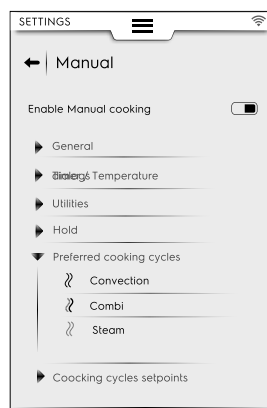 SETTINGS
Manual
Enable Manual cooking
General
Temperature
Utilities
Hold
Preferred cooking cycles
Convection
Combi
Steam
Coocking cycles setpoints